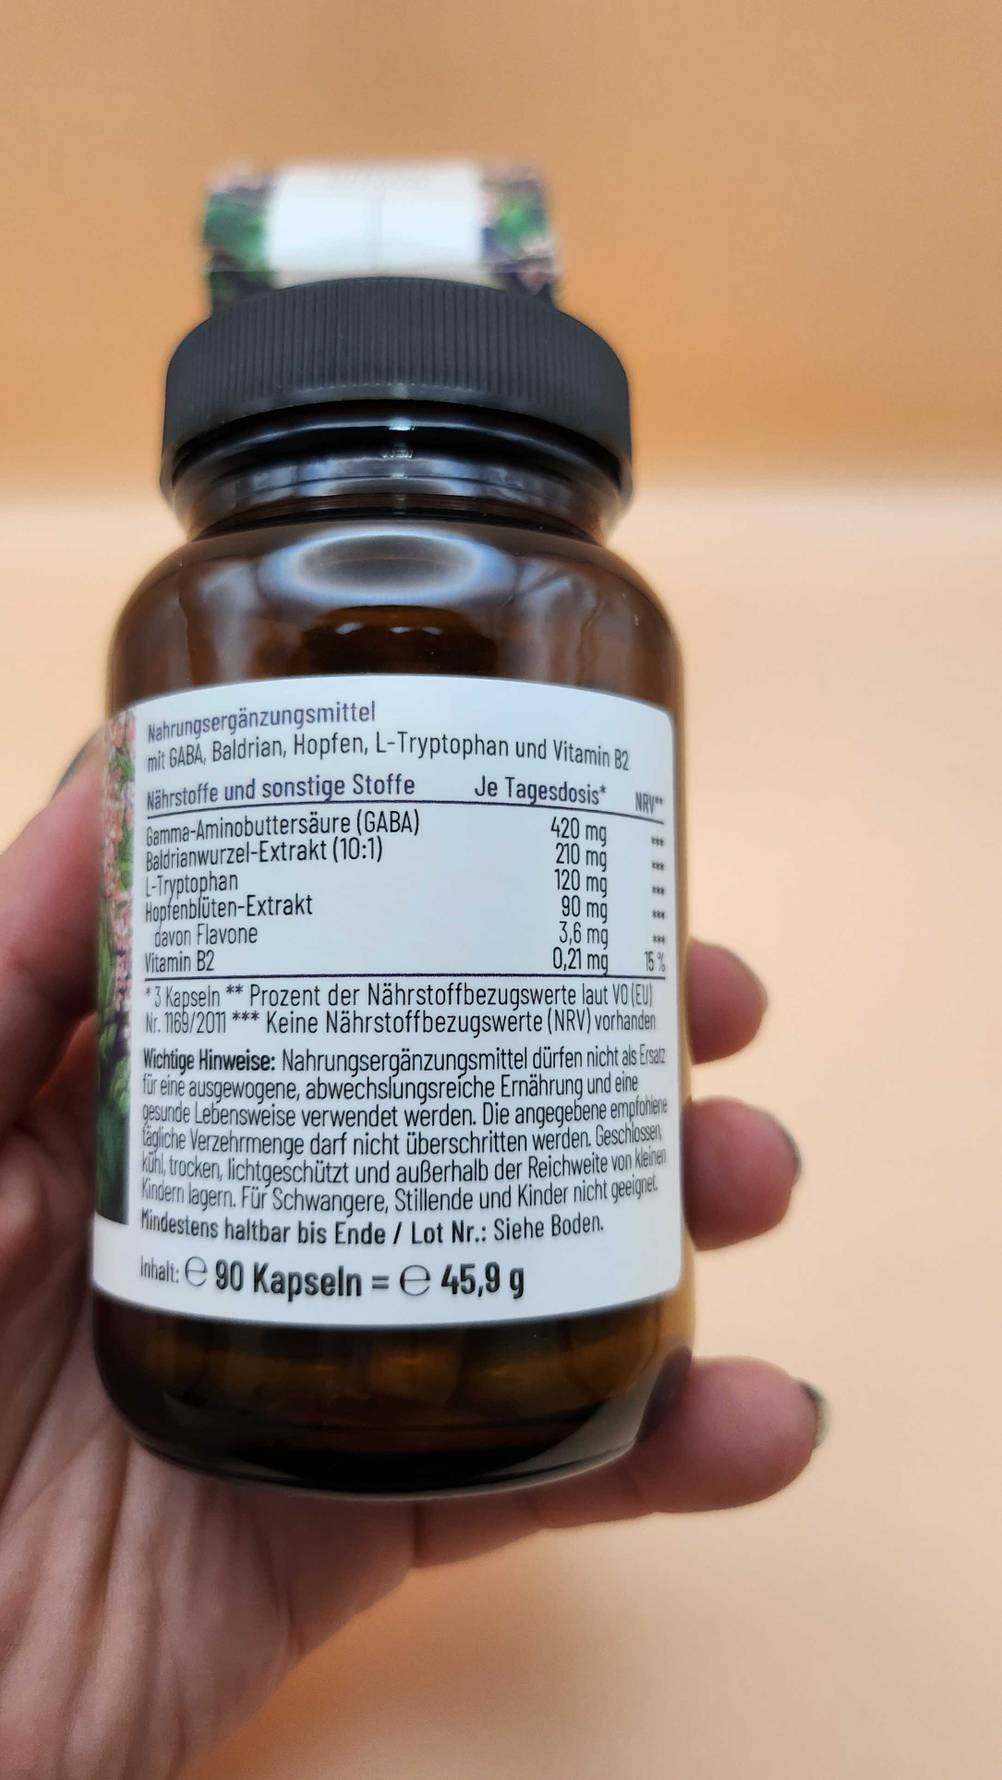 Nahrungsergänzungsmittel
mit GABA, Baldrian, Hopfen, L-Tryptophan und Vitamin B2
Nährstoffe und sonstige Stoffe Je Tagesdosis* NRV**
Gamma-Aminobuttersäure (GABA) 420 mg ***
Baldrianwurzel-Extrakt (10:1) 210 mg ***
L-Tryptophan 120 mg ***
Hopfenblüten-Extrakt 90 mg ***
davon Flavone 3,6 mg ***
Vitamin B2 0,21 mg 15 %
* 3 Kapseln ** Prozent der Nährstoffbezugswerte laut VO (EU)
Nr. 1169/2011 *** Keine Nährstoffbezugswerte (NRV) vorhanden
Wichtige Hinweise: Nahrungsergänzungsmittel dürfen nicht als Ersatz
für eine ausgewogene, abwechslungsreiche Ernährung und eine
gesunde Lebensweise verwendet werden. Die angegebene empfohlene
tägliche Verzehrmenge darf nicht überschritten werden. Geschlossen,
kühl, trocken, lichtgeschützt und außerhalb der Reichweite von kleinen
Kindern lagern. Für Schwangere, Stillende und Kinder nicht geeignet.
Mindestens haltbar bis Ende / Lot Nr.: Siehe Boden.
Inhalt: ℮ 90 Kapseln = ℮ 45,9 g